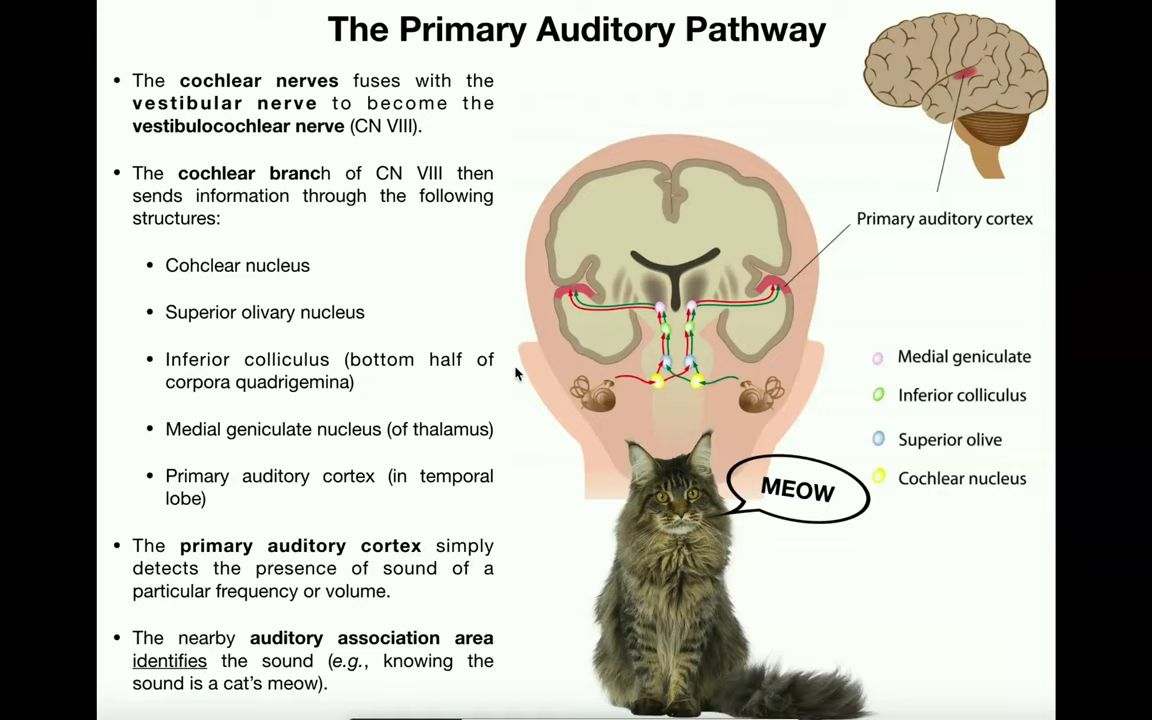 The Primary Auditory Pathway
• The cochlear nerves fuses with the
vestibular nerve to become the
vestibulocochlear nerve (CN VIII).
• The cochlear branch of CN VIII then
sends information through the following
structures:
• Cohclear nucleus
• Superior olivary nucleus
• Inferior colliculus (bottom half of
corpora quadrigemina)
• Medial geniculate nucleus (of thalamus)
• Primary auditory cortex (in temporal
lobe)
• The primary auditory cortex simply
detects the presence of sound of a
particular frequency or volume.
• The nearby auditory association area
identifies the sound (e.g., knowing the
sound is a cat's meow).
Primary auditory cortex
Medial geniculate
Inferior colliculus
Superior olive
Cochlear nucleus
MEOW